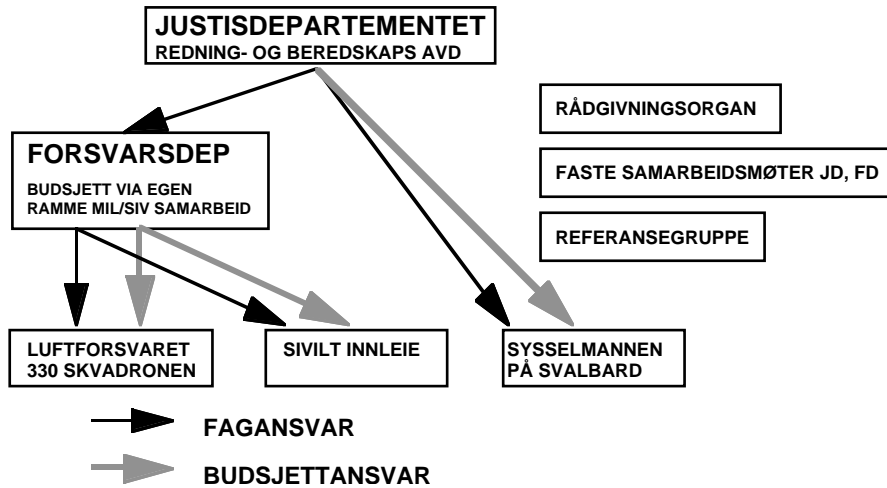 JUSTISDEPARTEMENTET
REDNING- OG BEREDSKAPS AVD
RÅDGIVNINGSORGAN
FORSVARSDEP
BUDSJETT VIA EGEN
RAMME MIL/SIV SAMARBEID
FASTE SAMARBEIDSMØTER JD, FD
REFERANSEGRUPPE
LUFTFORSVARET
330 SKVADRONEN
SIVILT INNLEIE
SYSSELMANNEN
PÅ SVALBARD
FAGANSVAR
BUDSJETTANSVAR